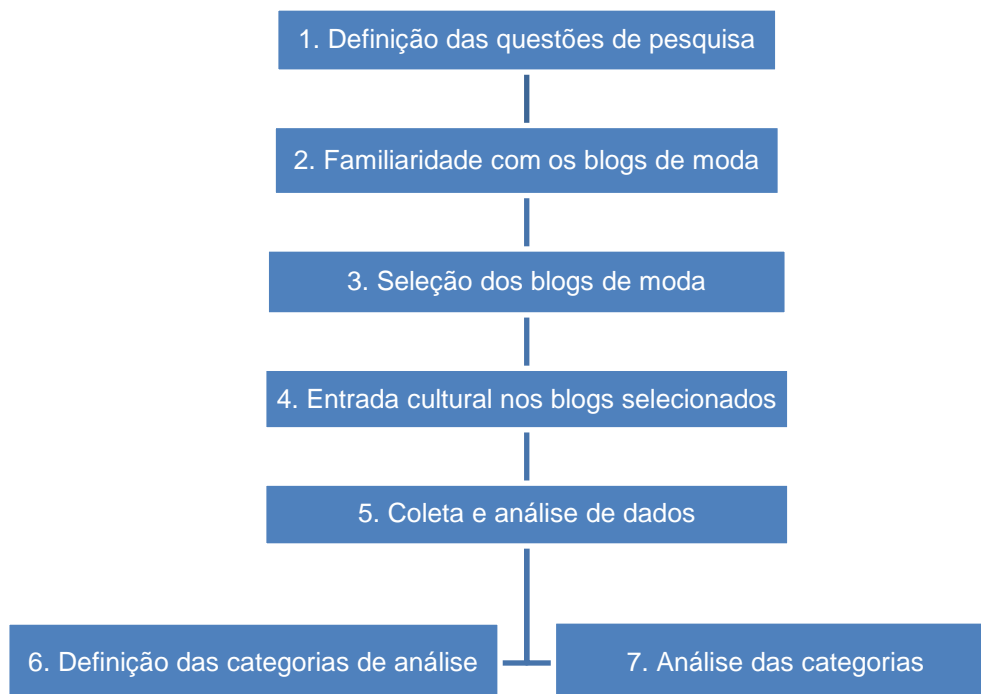 1. Definição das questões de pesquisa
2. Familiaridade com os blogs de moda
3. Seleção dos blogs de moda
4. Entrada cultural nos blogs selecionados
5. Coleta e análise de dados
6. Definição das categorias de análise
7. Análise das categorias